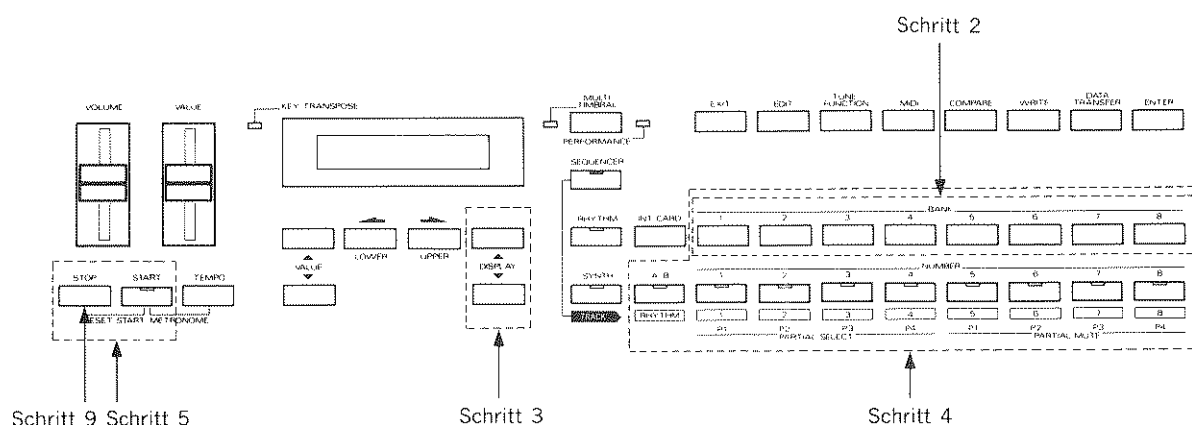 Schritt 2
VOLUME VALUE KEY TRANSPOSE MULTI TIMBRAL EXIT EDIT TUNE FUNCTION MIDI COMPARE WRITE DATA TRANSFER ENTER
PERFORMANCE
SEQUENCER
BANK
RHYTHM INT CARD 1 2 3 4 5 6 7 8
VALUE LOWER UPPER DISPLAY
NUMBER
STOP START TEMPO SYNTH A B 1 2 3 4 5 6 7 8
RESET START METRONOME
TRACK RHYTHM 1 2 3 4 5 6 7 8
P1 P2 P3 P4 P1 P2 P3 P4
PARTIAL SELECT PARTIAL MUTE
Schritt 9 Schritt 5 Schritt 3 Schritt 4